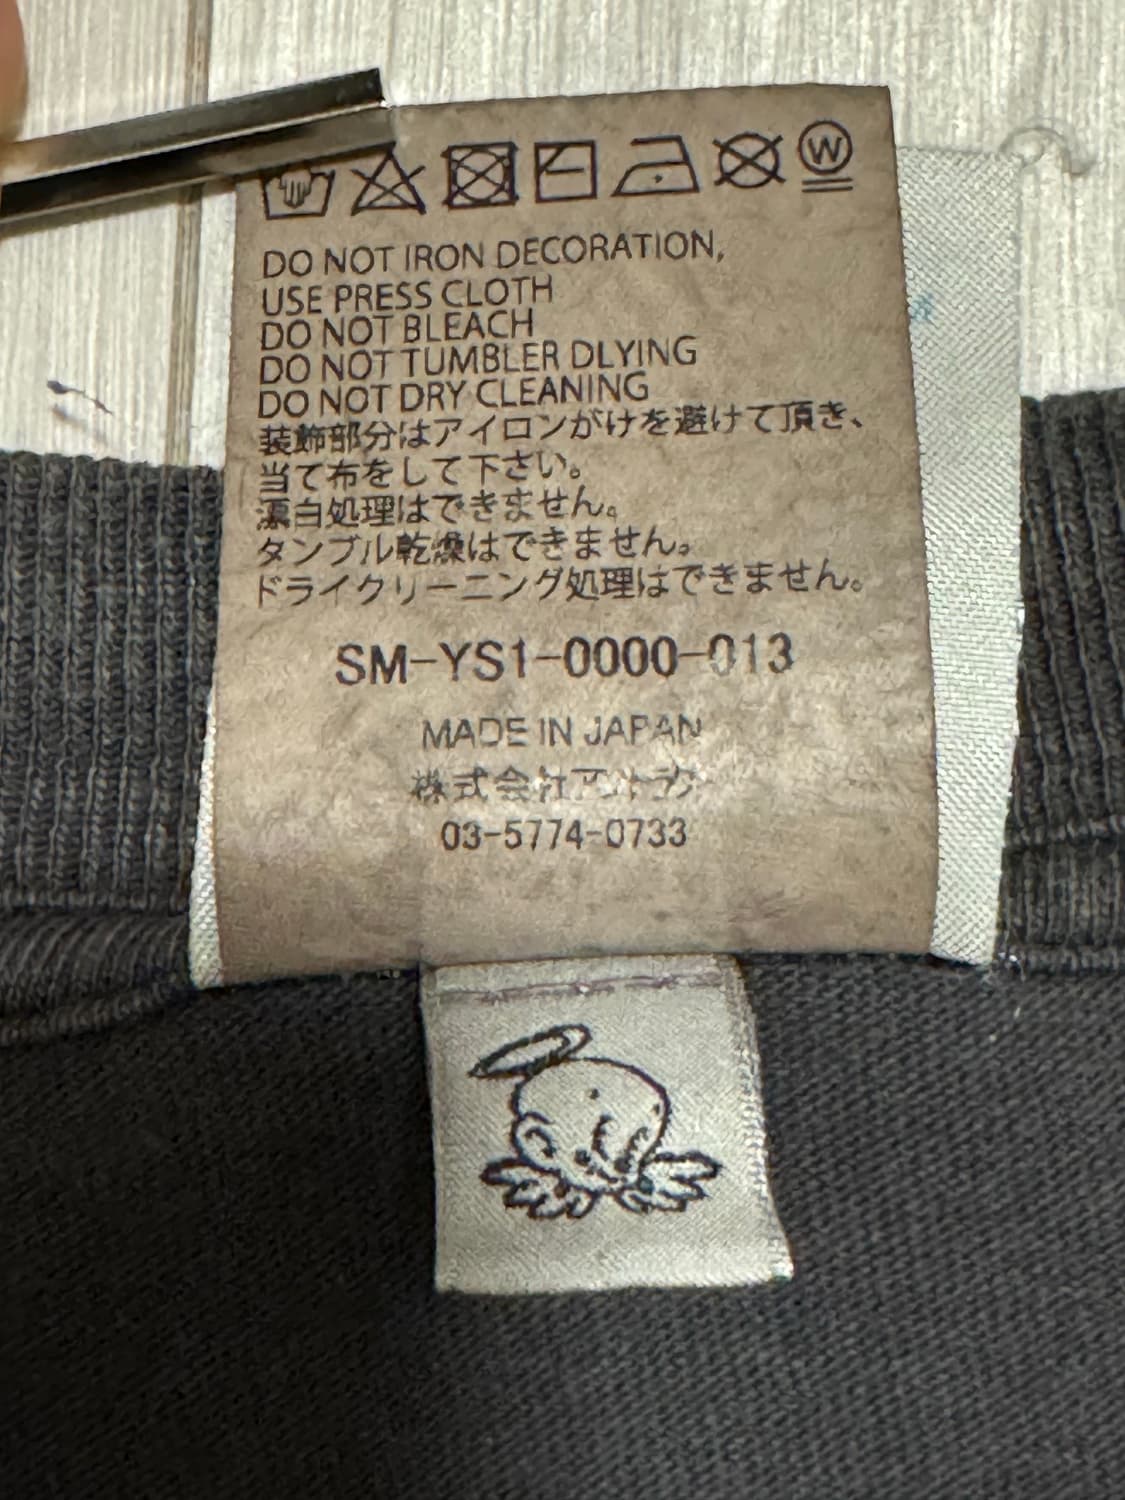 W
DO NOT IRON DECORATION,
USE PRESS CLOTH
DO NOT BLEACH
DO NOT TUMBLER DLYING
DO NOT DRY CLEANING
装飾部分はアイロンがけを避けて頂き、
当て布をして下さい。
漂白処理はできません。
タンブル乾燥はできません。
ドライクリーニング処理はできません。
SM-YS1-0000-013
MADE IN JAPAN
株式会社
03-5774-0733